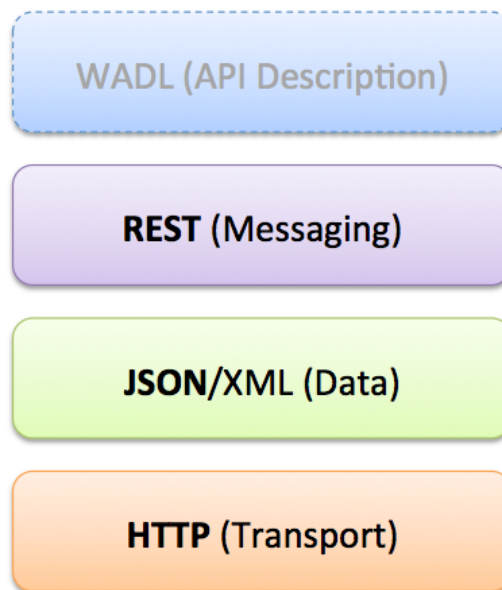 WADL (API Description)
REST (Messaging)
JSON/XML (Data)
HTTP (Transport)